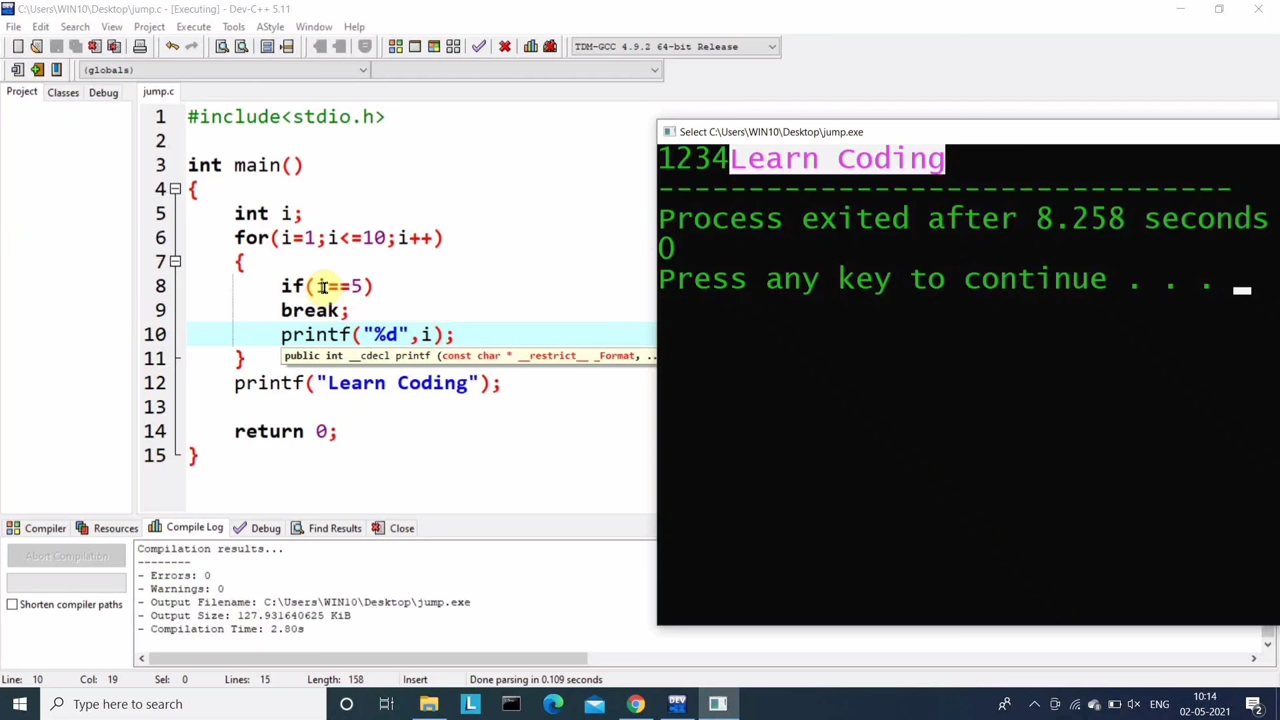 C:\Users\WIN10\Desktop\jump.c - [Executing] - Dev-C++ 5.11
File Edit Search View Project Execute Tools AStyle Window Help
TDM-GCC 4.9.2 64-bit Release
(globals)
Project Classes Debug jump.c
1 #include<stdio.h>
2
3 int main()
4 {
5 int i;
6 for(i=1;i<=10;i++)
7 {
8 if(i==5)
9 break;
10 printf("%d",i);
public int __cdecl printf (const char * __restrict__ _Format, ..
11 }
12 printf("Learn Coding");
13
14 return 0;
15 }
Select C:\Users\WIN10\Desktop\jump.exe
1234Learn Coding
--------------------------------
Process exited after 8.258 seconds
0
Press any key to continue . . .
Compiler Resources Compile Log Debug Find Results Close
Abort Compilation
Shorten compiler paths
Compilation results...
--------
- Errors: 0
- Warnings: 0
- Output Filename: C:\Users\WIN10\Desktop\jump.exe
- Output Size: 127.931640625 KiB
- Compilation Time: 2.80s
Line: 10 Col: 19 Sel: 0 Lines: 15 Length: 158 Insert Done parsing in 0.109 seconds
Type here to search
DEV
L
ENG
10:14
02-05-2021
2